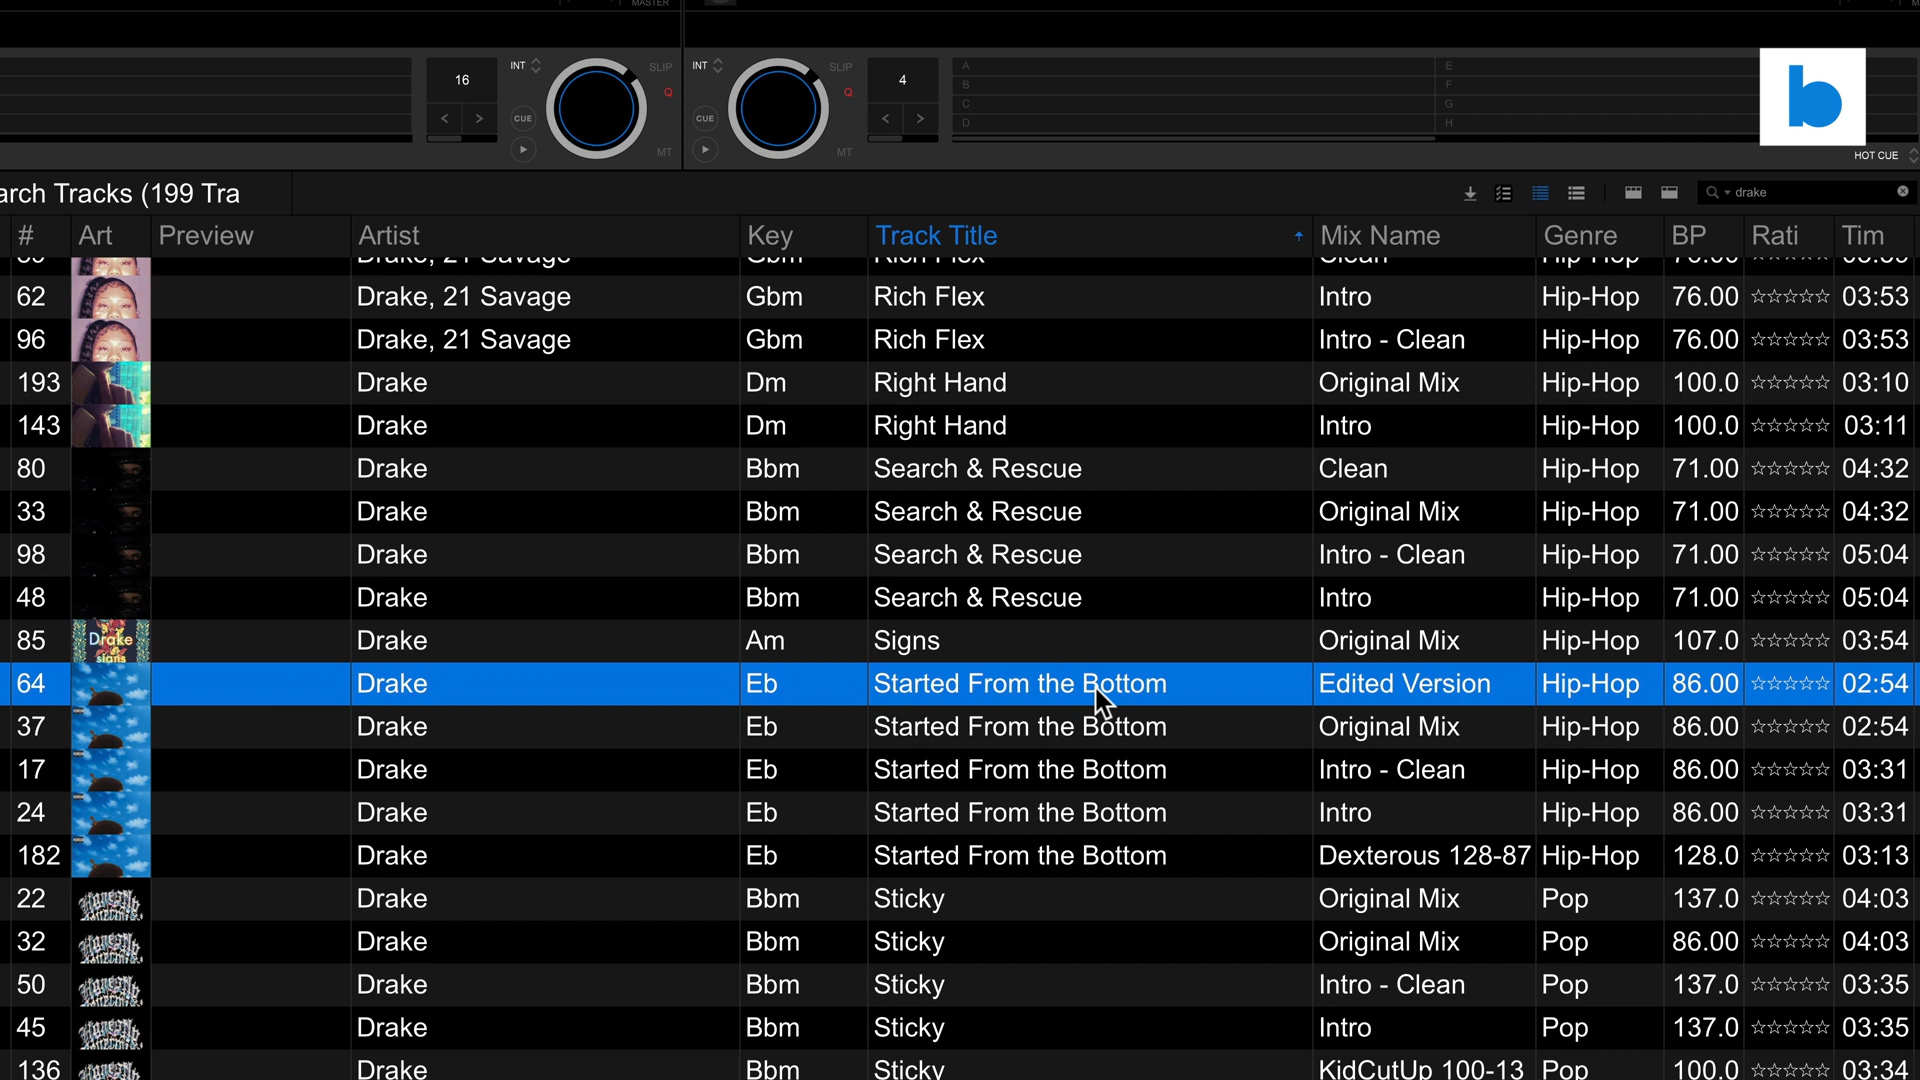 MASTER
16
INT
SLIP
Q
CUE
MT
INT
SLIP
Q
CUE
MT
4
A
B
C
D
E
F
G
H
b
HOT CUE
arch Tracks (199 Tra
drake
# Art Preview Artist Key Track Title Mix Name Genre BP Rati Tim
Drake, 21 Savage Gbm Rich Flex Clean Hip-Hop 76.00
62 Drake, 21 Savage Gbm Rich Flex Intro Hip-Hop 76.00 ☆☆☆☆☆ 03:53
96 Drake, 21 Savage Gbm Rich Flex Intro - Clean Hip-Hop 76.00 ☆☆☆☆☆ 03:53
193 Drake Dm Right Hand Original Mix Hip-Hop 100.0 ☆☆☆☆☆ 03:10
143 Drake Dm Right Hand Intro Hip-Hop 100.0 ☆☆☆☆☆ 03:11
80 Drake Bbm Search & Rescue Clean Hip-Hop 71.00 ☆☆☆☆☆ 04:32
33 Drake Bbm Search & Rescue Original Mix Hip-Hop 71.00 ☆☆☆☆☆ 04:32
98 Drake Bbm Search & Rescue Intro - Clean Hip-Hop 71.00 ☆☆☆☆☆ 05:04
48 Drake Bbm Search & Rescue Intro Hip-Hop 71.00 ☆☆☆☆☆ 05:04
85 Drake signs Drake Am Signs Original Mix Hip-Hop 107.0 ☆☆☆☆☆ 03:54
64 Drake Eb Started From the Bottom Edited Version Hip-Hop 86.00 ☆☆☆☆☆ 02:54
37 Drake Eb Started From the Bottom Original Mix Hip-Hop 86.00 ☆☆☆☆☆ 02:54
17 Drake Eb Started From the Bottom Intro - Clean Hip-Hop 86.00 ☆☆☆☆☆ 03:31
24 Drake Eb Started From the Bottom Intro Hip-Hop 86.00 ☆☆☆☆☆ 03:31
182 Drake Eb Started From the Bottom Dexterous 128-87 Hip-Hop 128.0 ☆☆☆☆☆ 03:13
22 Drake Bbm Sticky Original Mix Pop 137.0 ☆☆☆☆☆ 04:03
32 Drake Bbm Sticky Original Mix Pop 86.00 ☆☆☆☆☆ 04:03
50 Drake Bbm Sticky Intro - Clean Pop 137.0 ☆☆☆☆☆ 03:35
45 Drake Bbm Sticky Intro Pop 137.0 ☆☆☆☆☆ 03:35
136 Drake Bbm Sticky KidCutUp 100-13 Pop 100.0 ☆☆☆☆☆ 03:34